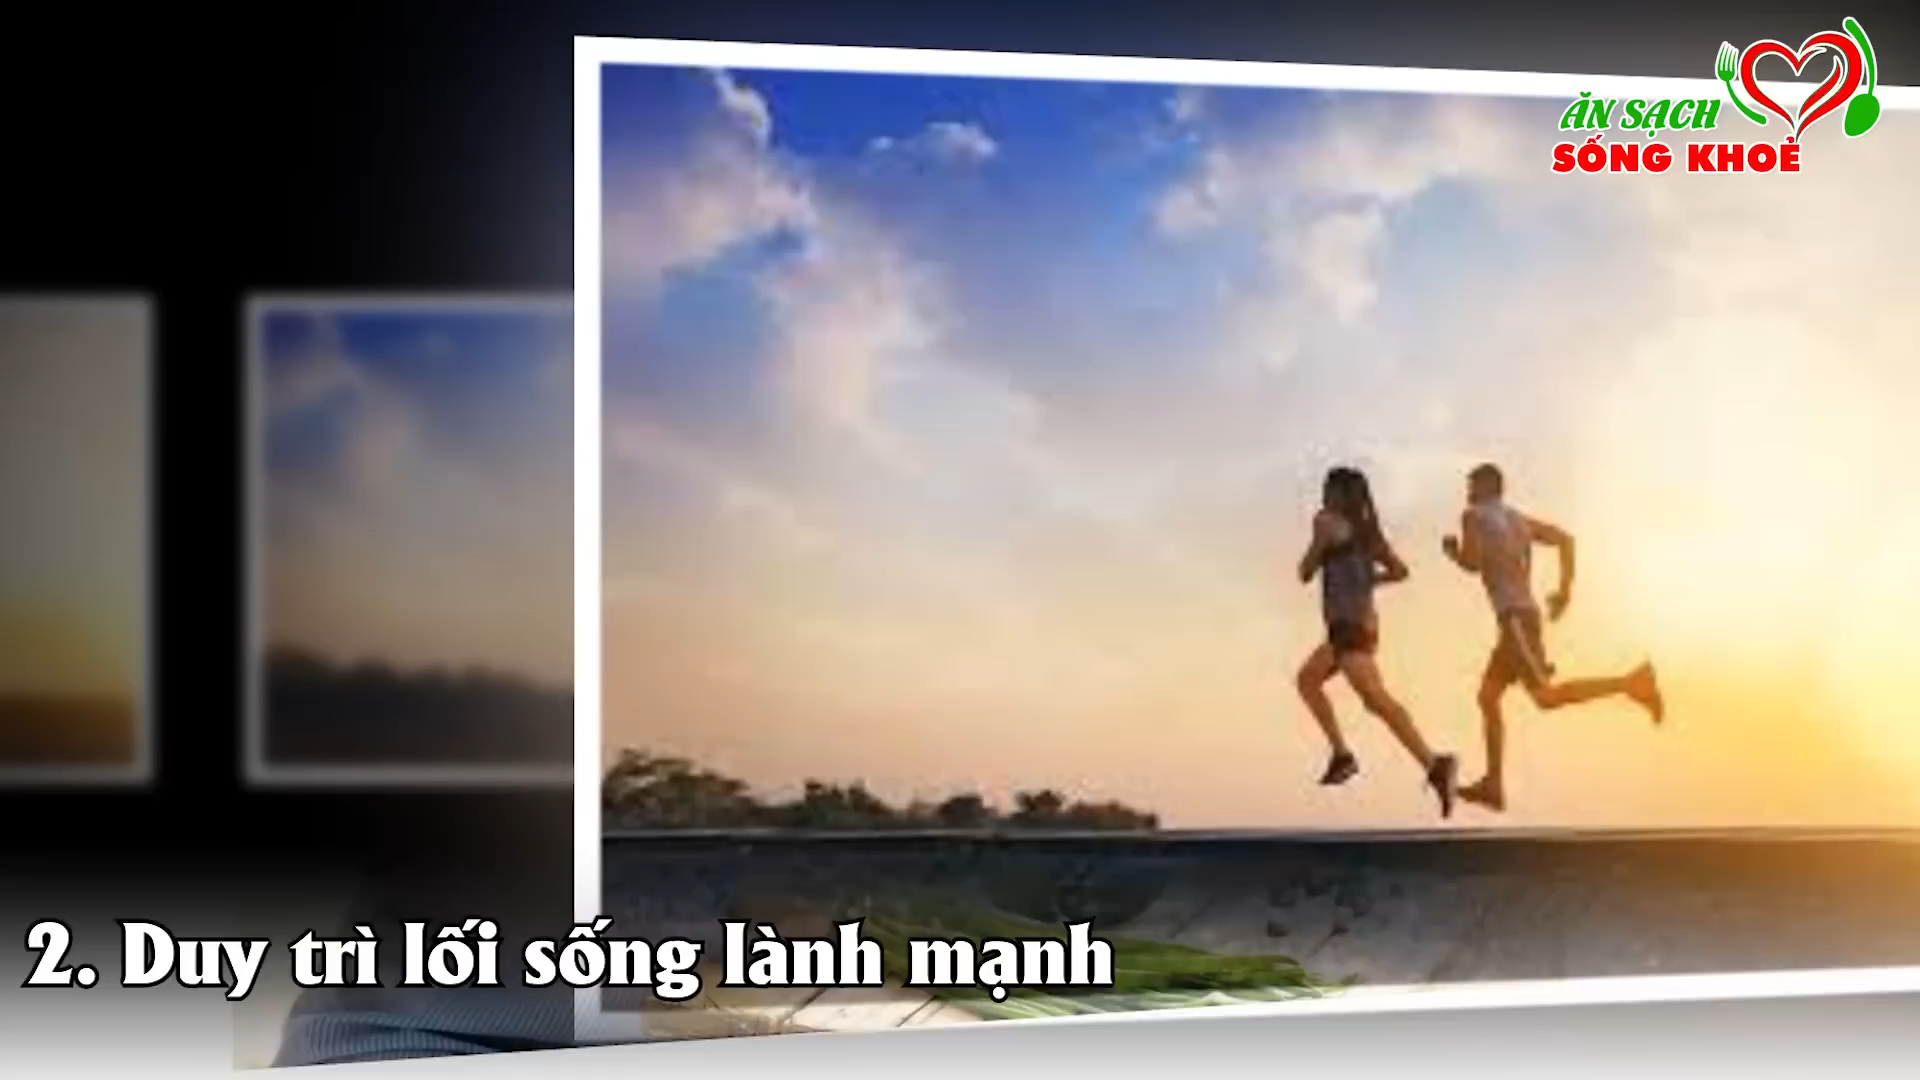 ĂN SẠCH
SỐNG KHOẺ
2. Duy trì lối sống lành mạnh